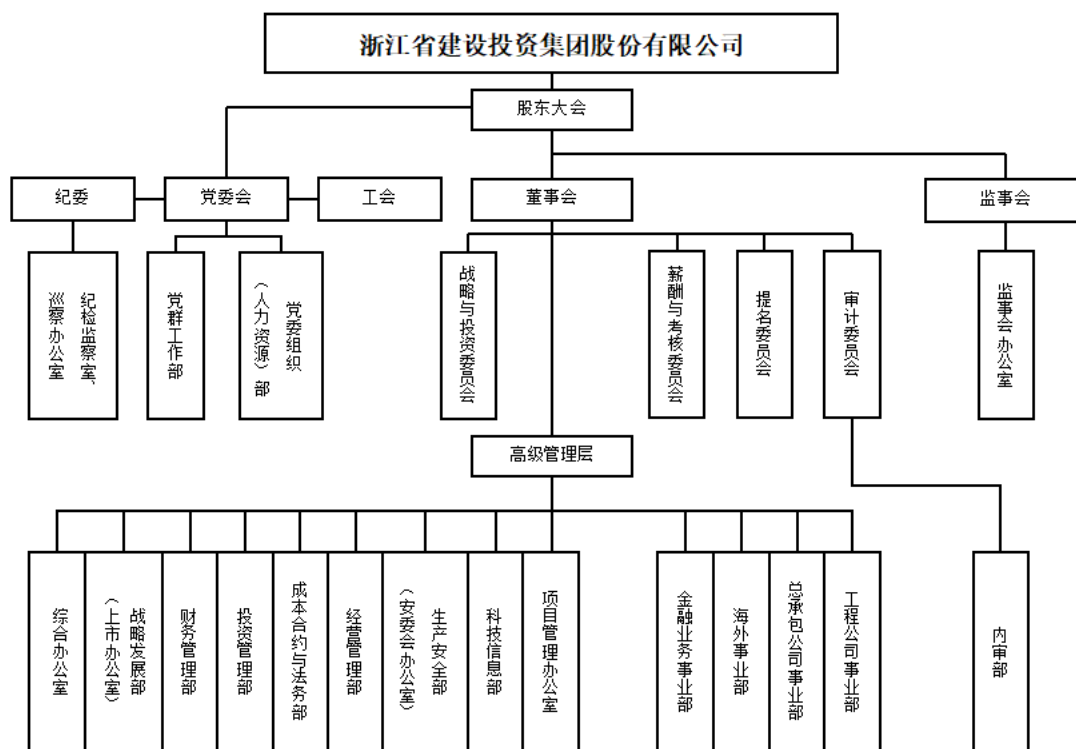 浙江省建设投资集团股份有限公司
股东大会
纪委
党委会
工会
董事会
监事会
纪检监察室、
巡察办公室
党群工作部
党委组织
（人力资源）部
战略与投资委员会
薪酬与考核委员会
提名委员会
审计委员会
监事会办公室
高级管理层
综合办公室
战略发展部
（上市办公室）
财务管理部
投资管理部
成本合约与法务部
经营管理部
生产安全部
（安委会办公室）
科技信息部
项目管理办公室
金融业务事业部
海外事业部
总承包公司事业部
工程公司事业部
内审部